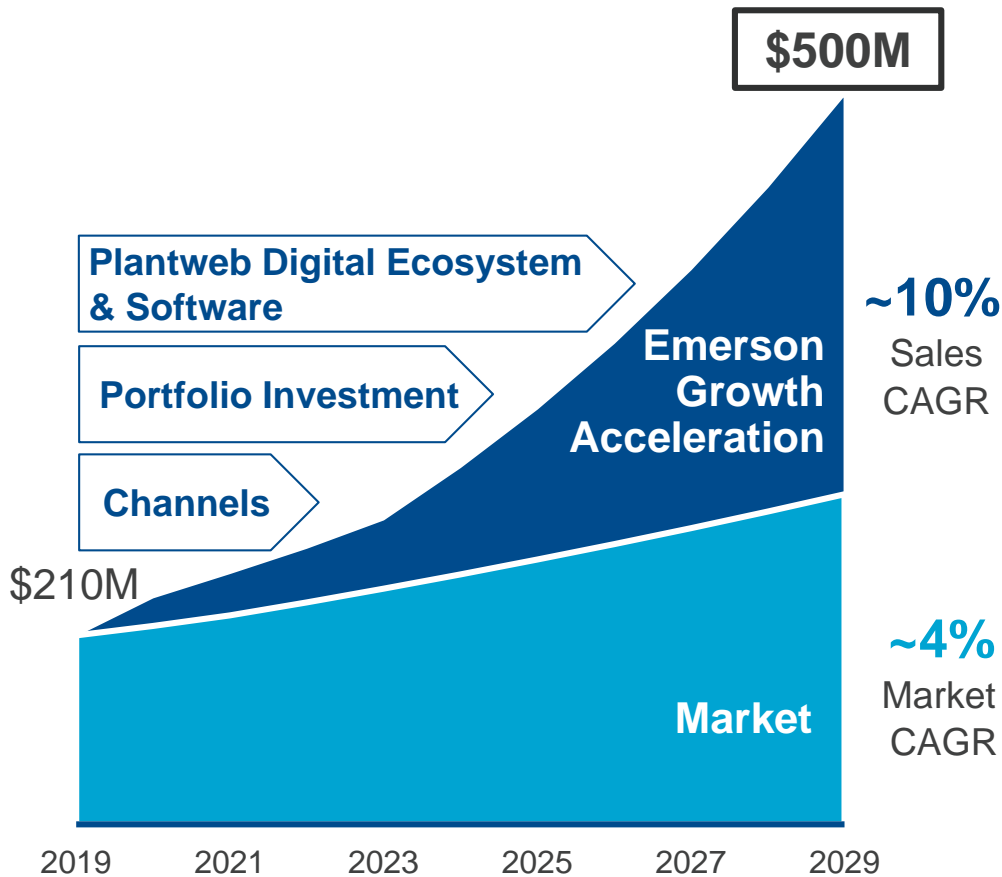 $500M
Plantweb Digital Ecosystem
& Software
Portfolio Investment
Channels
$210M
Emerson
Growth
Acceleration
~10%
Sales
CAGR
Market
~4%
Market
CAGR
2019 2021 2023 2025 2027 2029